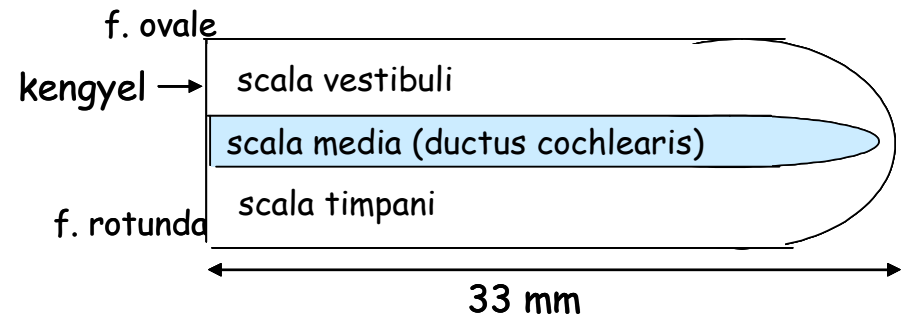 f. ovale
kengyel
scala vestibuli
scala media (ductus cochlearis)
scala timpani
f. rotunda
33 mm